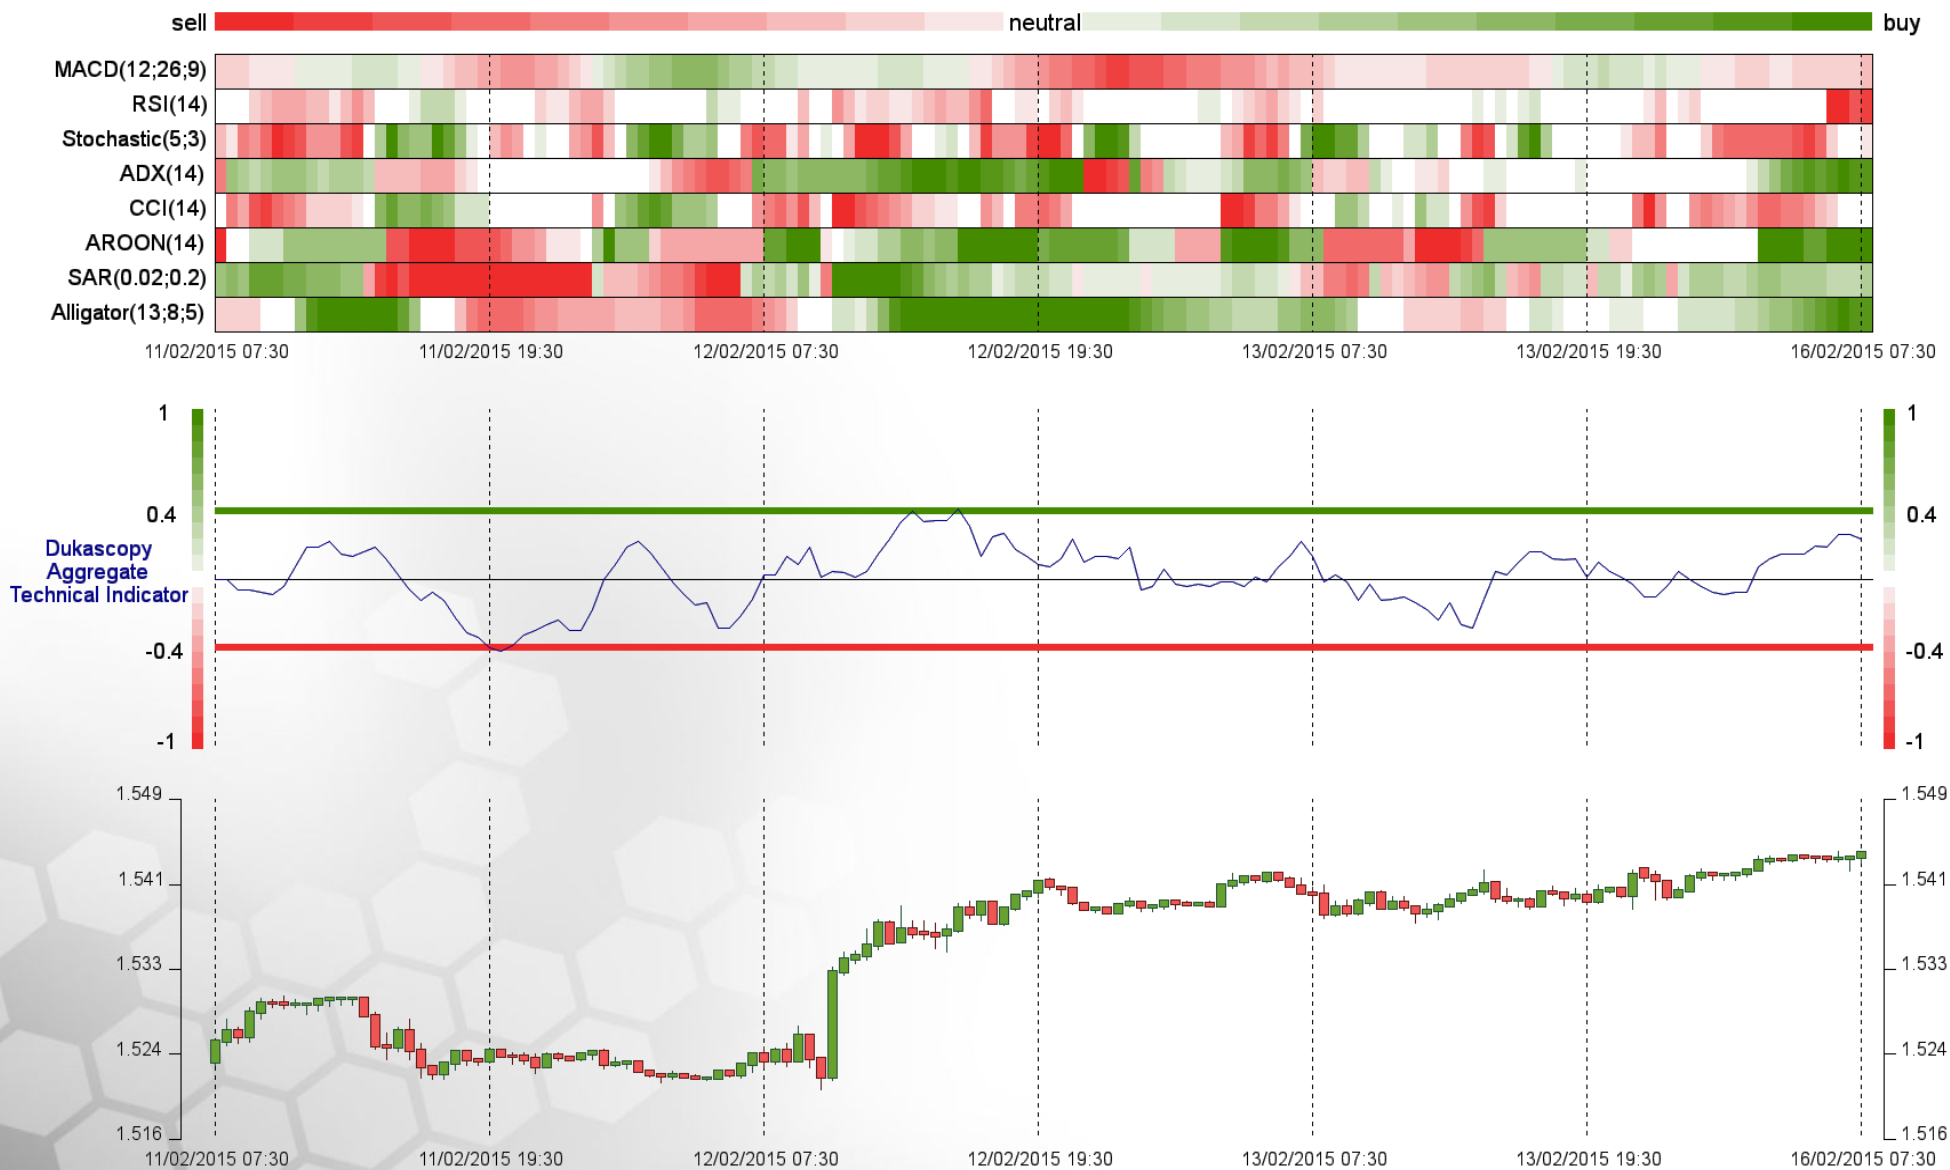 sell neutral buy
MACD(12;26;9)
RSI(14)
Stochastic(5;3)
ADX(14)
CCI(14)
AROON(14)
SAR(0.02;0.2)
Alligator(13;8;5)
11/02/2015 07:30 11/02/2015 19:30 12/02/2015 07:30 12/02/2015 19:30 13/02/2015 07:30 13/02/2015 19:30 16/02/2015 07:30
1 1
0.4 0.4
Dukascopy
Aggregate
Technical Indicator
-0.4 -0.4
-1 -1
1.549 1.549
1.541 1.541
1.533 1.533
1.524 1.524
1.516 1.516
11/02/2015 07:30 11/02/2015 19:30 12/02/2015 07:30 12/02/2015 19:30 13/02/2015 07:30 13/02/2015 19:30 16/02/2015 07:30